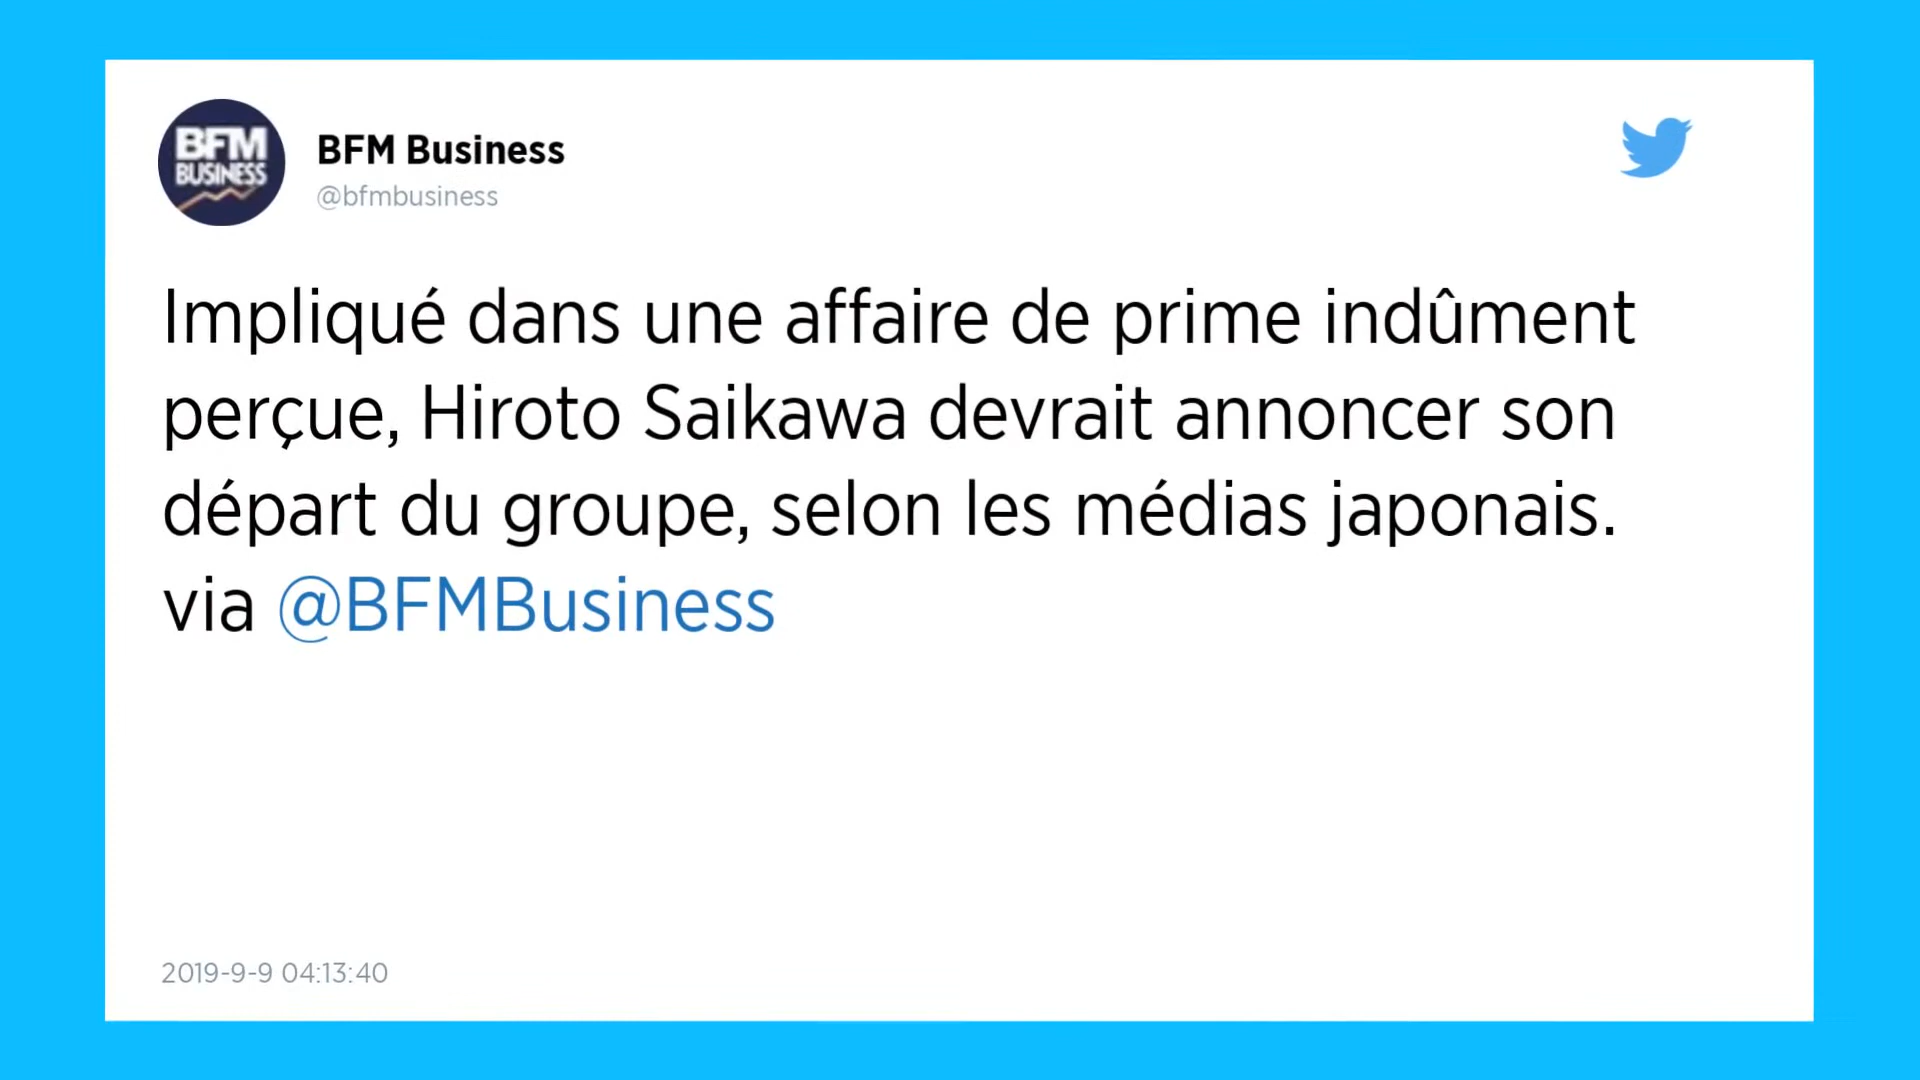 BFM
BUSINESS
BFM Business
@bfmbusiness
Impliqué dans une affaire de prime indûment
perçue, Hiroto Saikawa devrait annoncer son
départ du groupe, selon les médias japonais.
via @BFMBusiness
2019-9-9 04:13:40